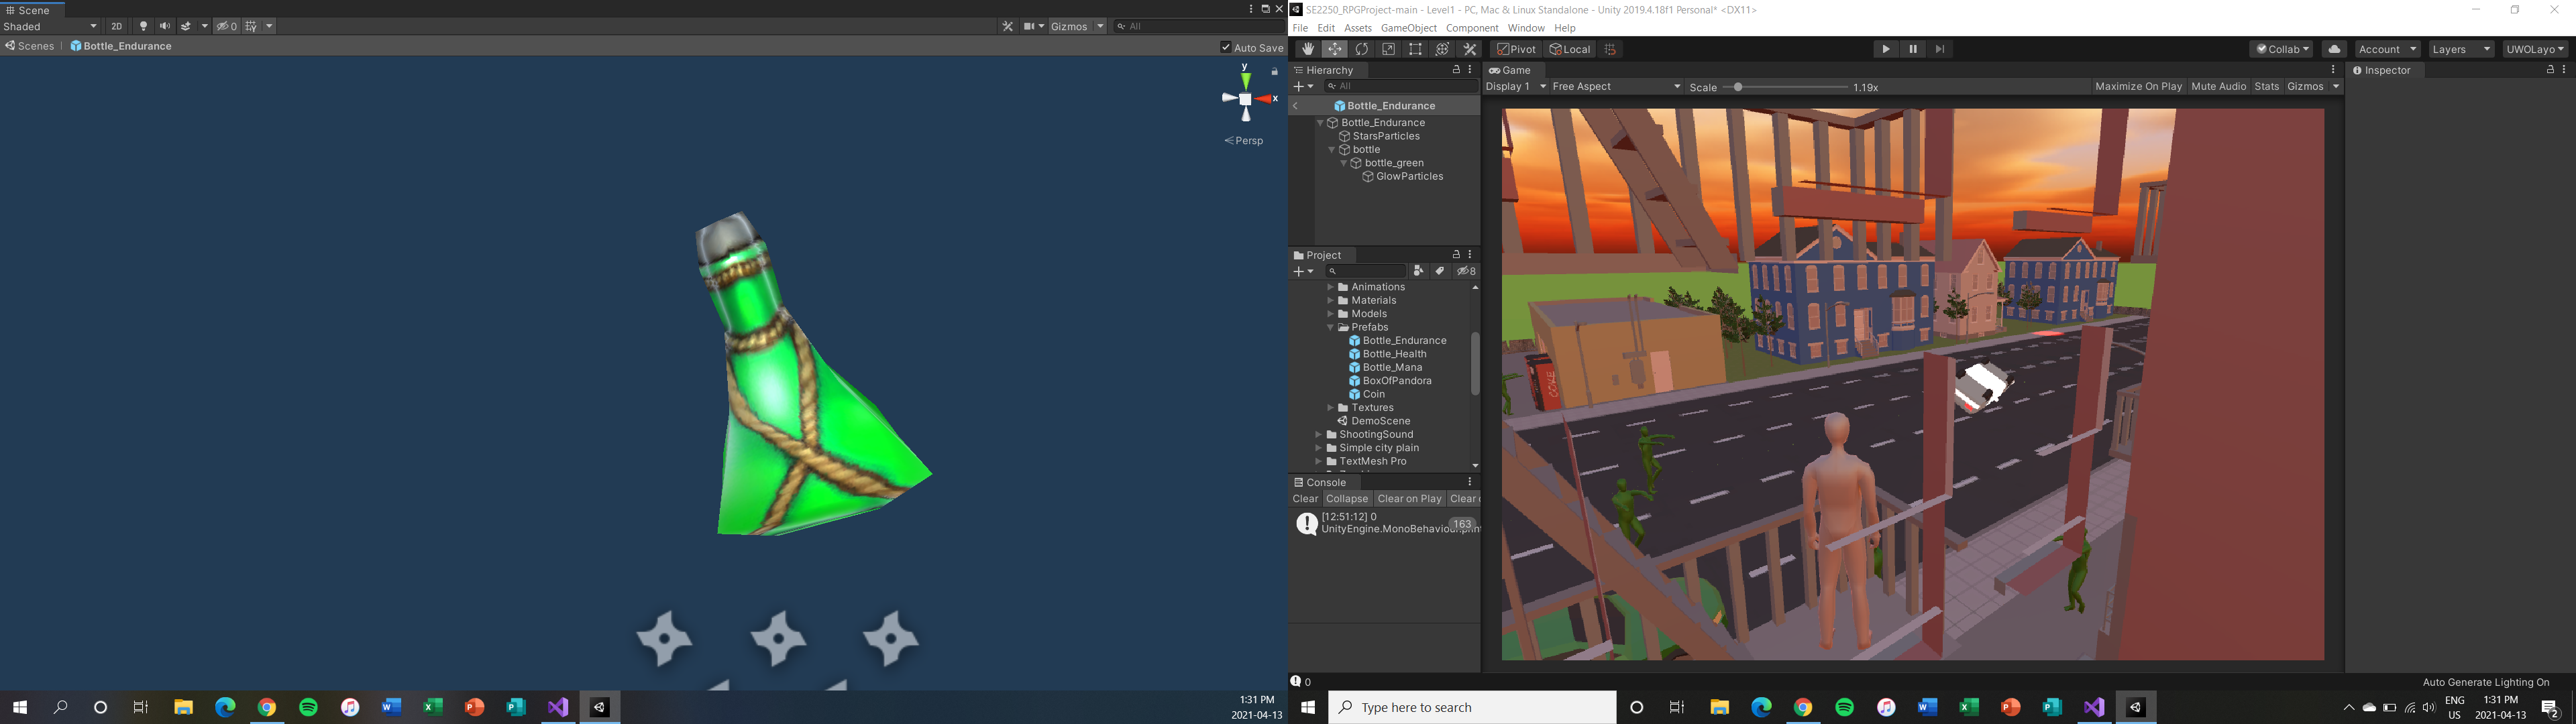 Scene
Shaded
2D
0
Gizmos
All
Scenes
Bottle_Endurance
Auto Save
y
x
Persp
1:31 PM
2021-04-13
SE2250_RPGProject-main - Level1 - PC, Mac & Linux Standalone - Unity 2019.4.18f1 Personal* <DX11>
File Edit Assets GameObject Component Window Help
Pivot Local
Collab Account Layers UWOLayo
Hierarchy
All
Bottle_Endurance
Bottle_Endurance
StarsParticles
bottle
bottle_green
GlowParticles
Project
8
Animations
Materials
Models
Prefabs
Bottle_Endurance
Bottle_Health
Bottle_Mana
BoxOfPandora
Coin
Textures
DemoScene
ShootingSound
Simple city plain
TextMesh Pro
Console
Clear Collapse Clear on Play Clear
[12:51:12] 0
UnityEngine.MonoBehaviour:print
163
Game
Display 1 Free Aspect Scale 1.19x Maximize On Play Mute Audio Stats Gizmos
COKE
Inspector
0
Auto Generate Lighting On
Type here to search
ENG
US
1:31 PM
2021-04-13
2